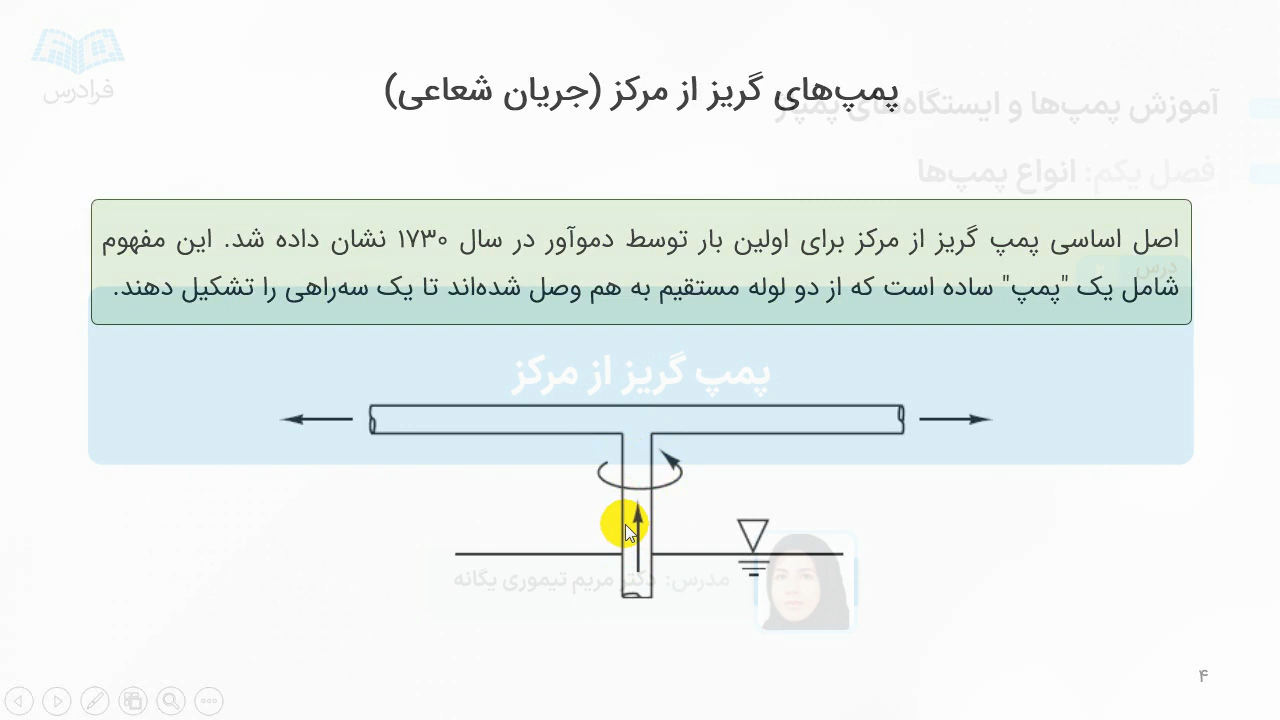 فرادرس
پمپ‌های گریز از مرکز (جریان شعاعی)
آموزش پمپ‌ها و ایستگاه‌های پمپاژ
فصل یکم: انواع پمپ‌ها
اصل اساسی پمپ گریز از مرکز برای اولین بار توسط دموآور در سال ۱۷۳۰ نشان داده شد. این مفهوم
درس
شامل یک "پمپ" ساده است که از دو لوله مستقیم به هم وصل شده‌اند تا یک سه‌راهی را تشکیل دهند.
پمپ گریز از مرکز
مدرس: دکتر مریم تیموری یگانه
۴